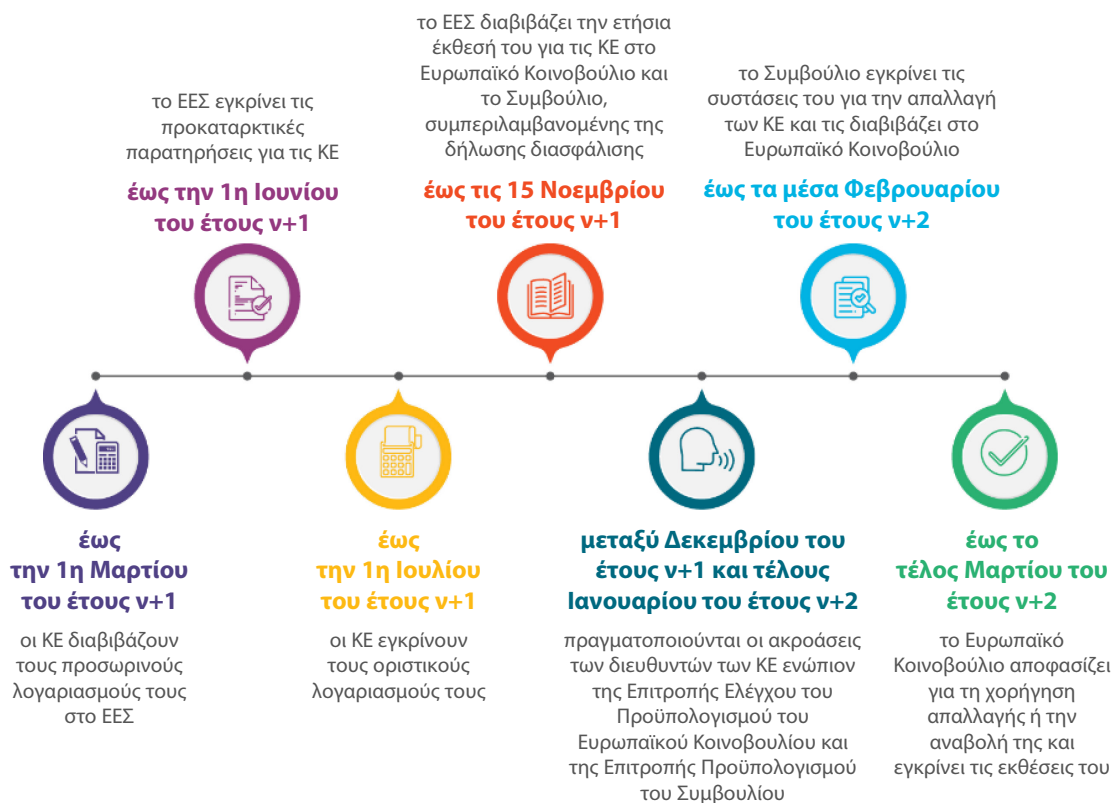 το ΕΕΣ εγκρίνει τις
προκαταρκτικές
παρατηρήσεις για τις ΚΕ
έως την 1η Ιουνίου
του έτους ν+1
το ΕΕΣ διαβιβάζει την ετήσια
έκθεσή του για τις ΚΕ στο
Ευρωπαϊκό Κοινοβούλιο και
το Συμβούλιο,
συμπεριλαμβανομένης της
δήλωσης διασφάλισης
έως τις 15 Νοεμβρίου
του έτους ν+1
το Συμβούλιο εγκρίνει τις
συστάσεις του για την απαλλαγή
των ΚΕ και τις διαβιβάζει στο
Ευρωπαϊκό Κοινοβούλιο
έως τα μέσα Φεβρουαρίου
του έτους ν+2
έως
την 1η Μαρτίου
του έτους ν+1
οι ΚΕ διαβιβάζουν
τους προσωρινούς
λογαριασμούς τους
στο ΕΕΣ
έως
την 1η Ιουλίου
του έτους ν+1
οι ΚΕ εγκρίνουν
τους οριστικούς
λογαριασμούς τους
μεταξύ Δεκεμβρίου του
έτους ν+1 και τέλους
Ιανουαρίου του έτους ν+2
πραγματοποιούνται οι ακροάσεις
των διευθυντών των ΚΕ ενώπιον
της Επιτροπής Ελέγχου του
Προϋπολογισμού του
Ευρωπαϊκού Κοινοβουλίου και
της Επιτροπής Προϋπολογισμού
του Συμβουλίου
έως το
τέλος Μαρτίου του
έτους ν+2
το Ευρωπαϊκό
Κοινοβούλιο αποφασίζει
για τη χορήγηση
απαλλαγής ή την
αναβολή της και
εγκρίνει τις εκθέσεις του